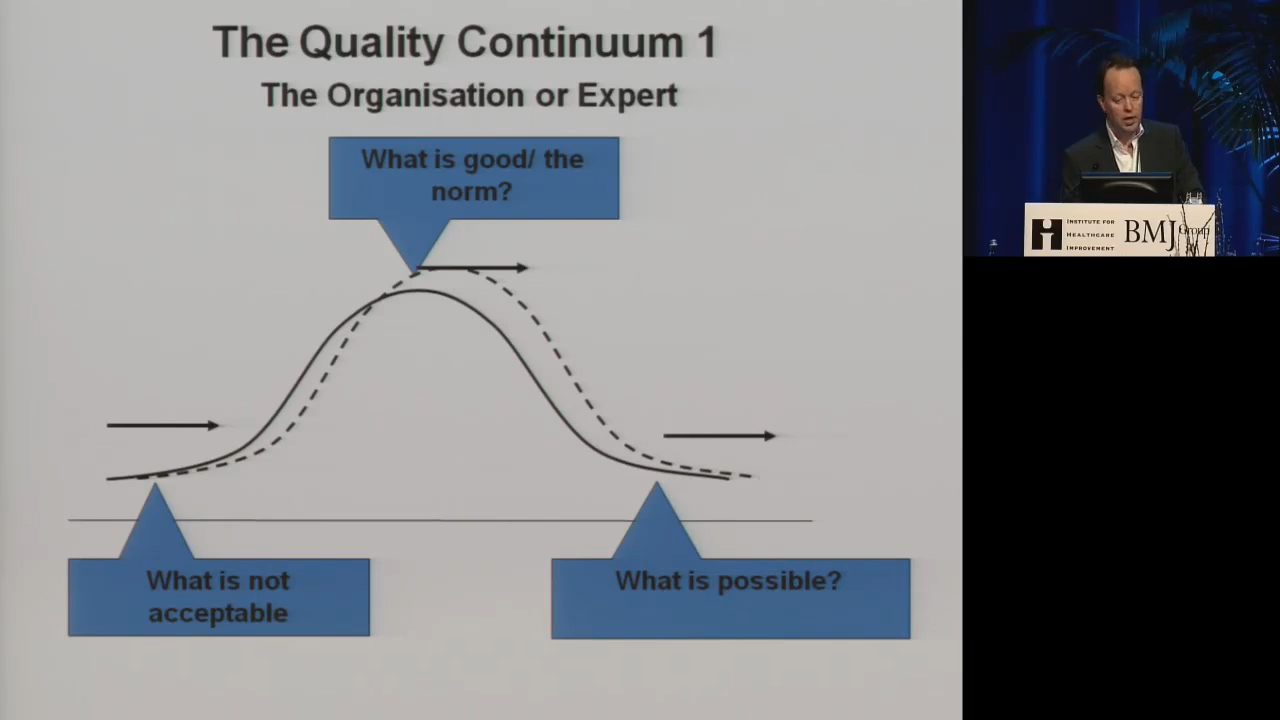 The Quality Continuum 1
The Organisation or Expert
What is good/ the
norm?
What is not
acceptable
What is possible?
INSTITUTE FOR
HEALTHCARE
IMPROVEMENT
BMJ Group